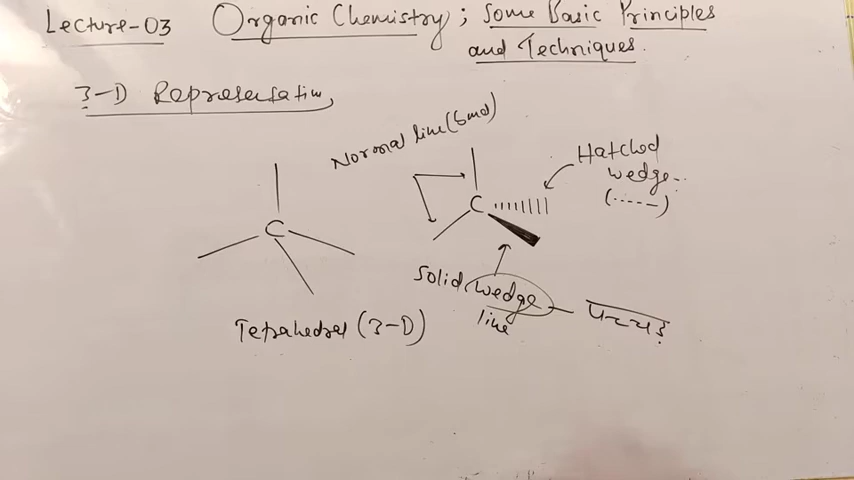 Lecture-03 Organic Chemistry; Some Basic Principles
and Techniques.
3-D Representation,
Normal line (bond)
C
Tetrahedral (3-D)
C
Hatched
wedge..
(-----)
Solid wedge
line